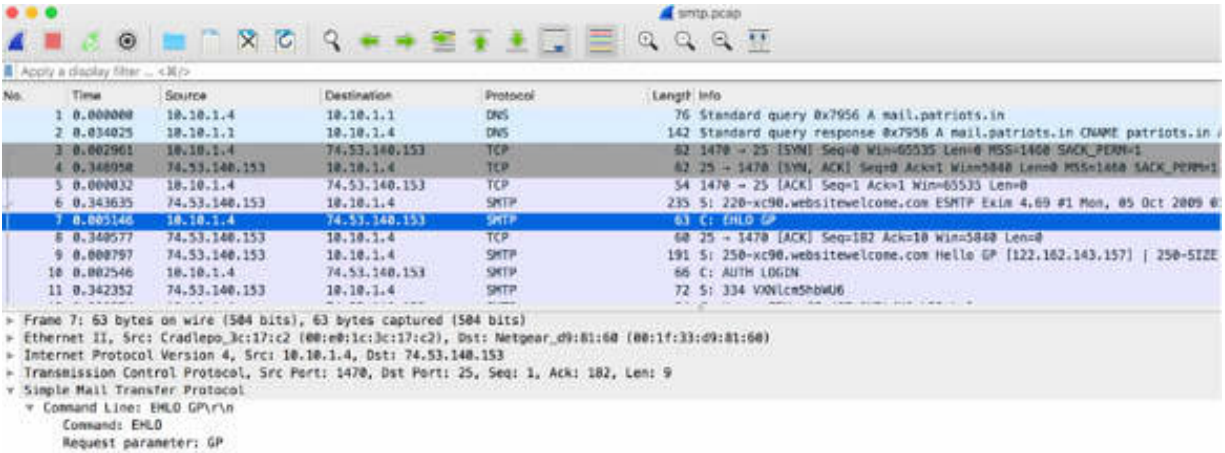 smtp.pcap
Apply a display filter ... <⌘/>
No. Time Source Destination Protocol Length Info
1 0.000000 10.10.1.4 10.10.1.1 DNS 76 Standard query 0x7956 A mail.patriots.in
2 0.034025 10.10.1.1 10.10.1.4 DNS 142 Standard query response 0x7956 A mail.patriots.in CNAME patriots.in
3 0.002961 10.10.1.4 74.53.140.153 TCP 62 1470 → 25 [SYN] Seq=0 Win=65535 Len=0 MSS=1460 SACK_PERM=1
4 0.348950 74.53.140.153 10.10.1.4 TCP 62 25 → 1470 [SYN, ACK] Seq=0 Ack=1 Win=5840 Len=0 MSS=1460 SACK_PERM=1
5 0.000032 10.10.1.4 74.53.140.153 TCP 54 1470 → 25 [ACK] Seq=1 Ack=1 Win=65535 Len=0
6 0.343635 74.53.140.153 10.10.1.4 SMTP 235 S: 220-xc90.websitewelcome.com ESMTP Exim 4.69 #1 Mon, 05 Oct 2009
7 0.005146 10.10.1.4 74.53.140.153 SMTP 63 C: EHLO GP
8 0.340577 74.53.140.153 10.10.1.4 TCP 60 25 → 1470 [ACK] Seq=182 Ack=10 Win=5840 Len=0
9 0.000797 74.53.140.153 10.10.1.4 SMTP 191 S: 250-xc90.websitewelcome.com Hello GP [122.162.143.157] | 250-SIZE
10 0.002546 10.10.1.4 74.53.140.153 SMTP 66 C: AUTH LOGIN
11 0.342352 74.53.140.153 10.10.1.4 SMTP 72 S: 334 VXNlcm5hbWU6
Frame 7: 63 bytes on wire (504 bits), 63 bytes captured (504 bits)
Ethernet II, Src: Cradlepo_3c:17:c2 (00:e0:1c:3c:17:c2), Dst: Netgear_d9:81:60 (00:1f:33:d9:81:60)
Internet Protocol Version 4, Src: 10.10.1.4, Dst: 74.53.140.153
Transmission Control Protocol, Src Port: 1470, Dst Port: 25, Seq: 1, Ack: 182, Len: 9
Simple Mail Transfer Protocol
Command Line: EHLO GP\r\n
Command: EHLO
Request parameter: GP